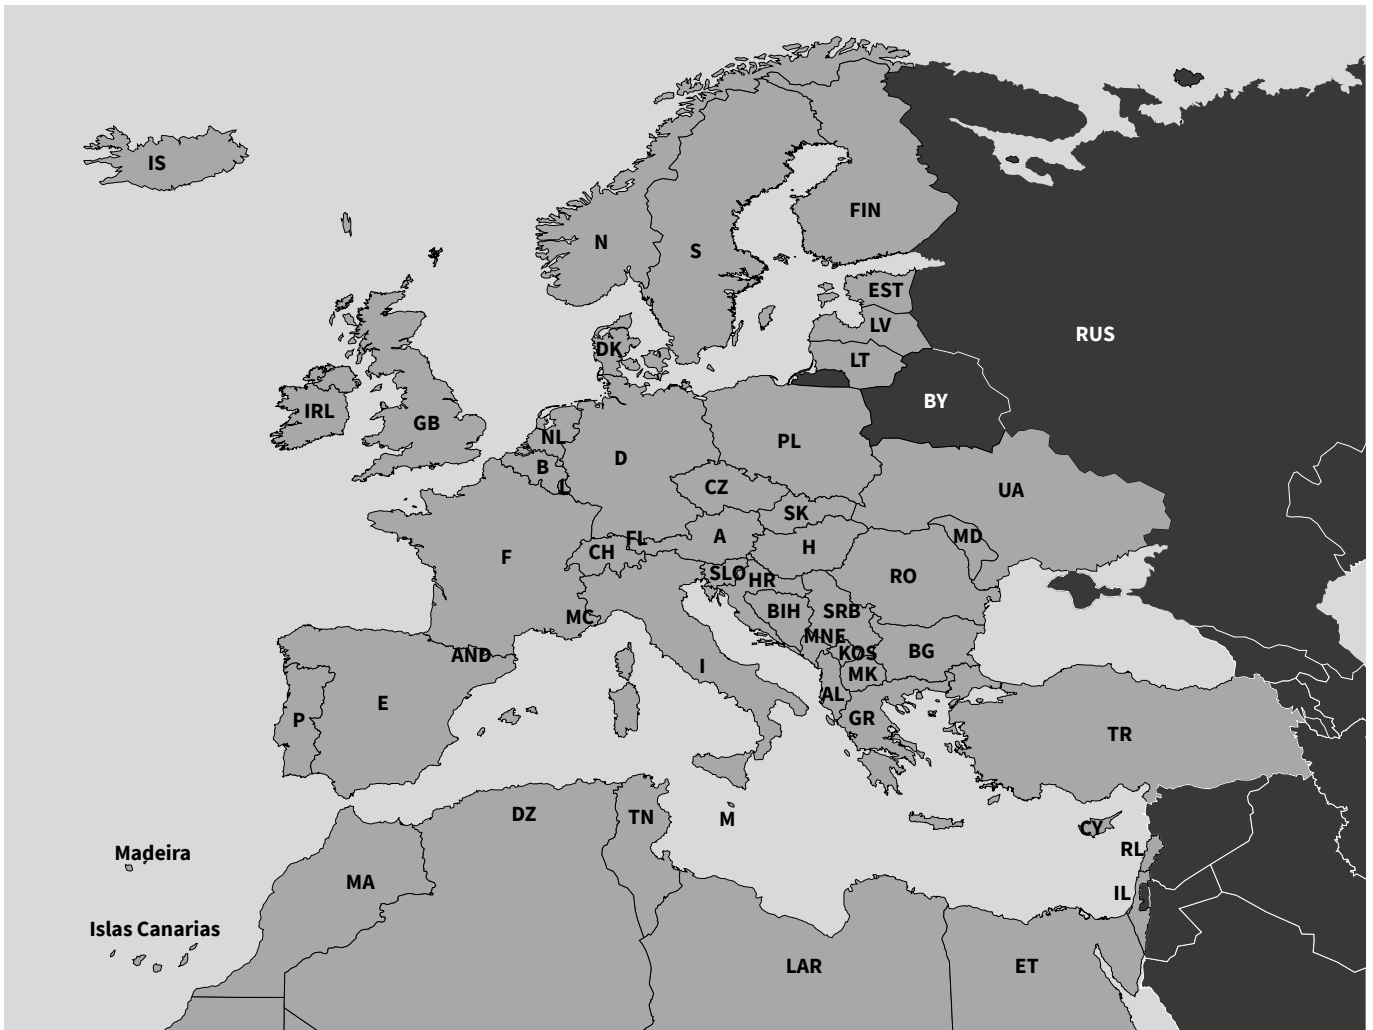 IS
FIN
N
S
EST
LV
RUS
DK
LT
BY
IRL
GB
NL
PL
D
B
L
CZ
UA
SK
A
MD
FL
H
CH
F
SLO
RO
HR
BIH
SRB
MC
MNE
KOS
BG
AND
I
MK
AL
E
GR
P
TR
DZ
TN
M
CY
RL
Madeira
MA
IL
Islas Canarias
LAR
ET